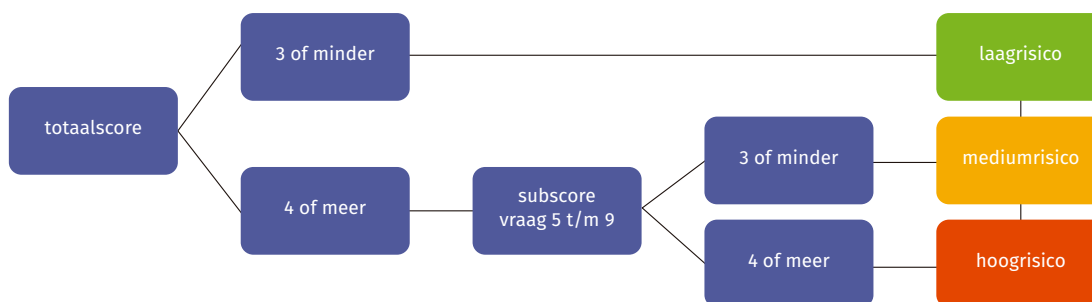 3 of minder
laagrisico
totaalscore
3 of minder
mediumrisico
4 of meer
subscore
vraag 5 t/m 9
4 of meer
hoogrisico